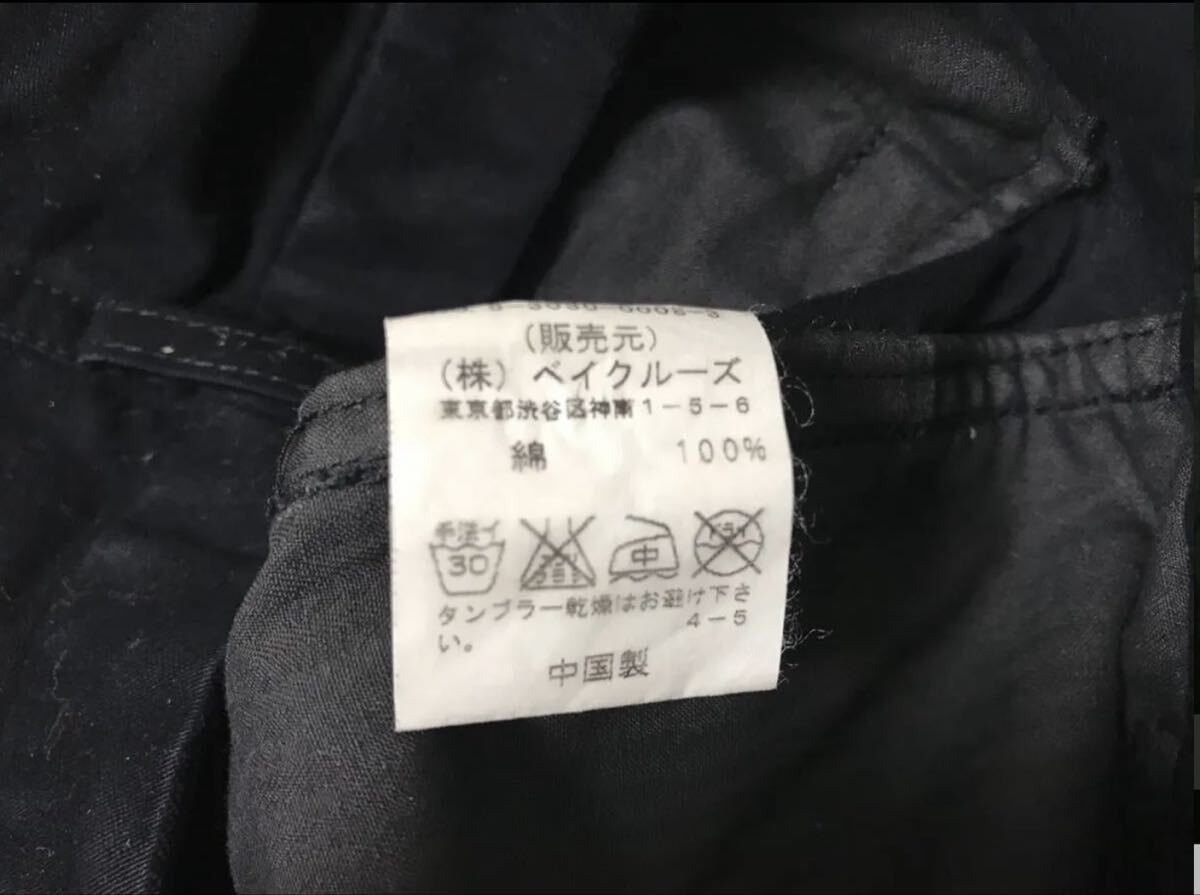 （販売元）
（株）ベイクルーズ
東京都渋谷区神南1－5－6
綿 100%
手洗イ
30 中 ドライ
タンブラー乾燥はお避け下さ
い。 4－5
中国製